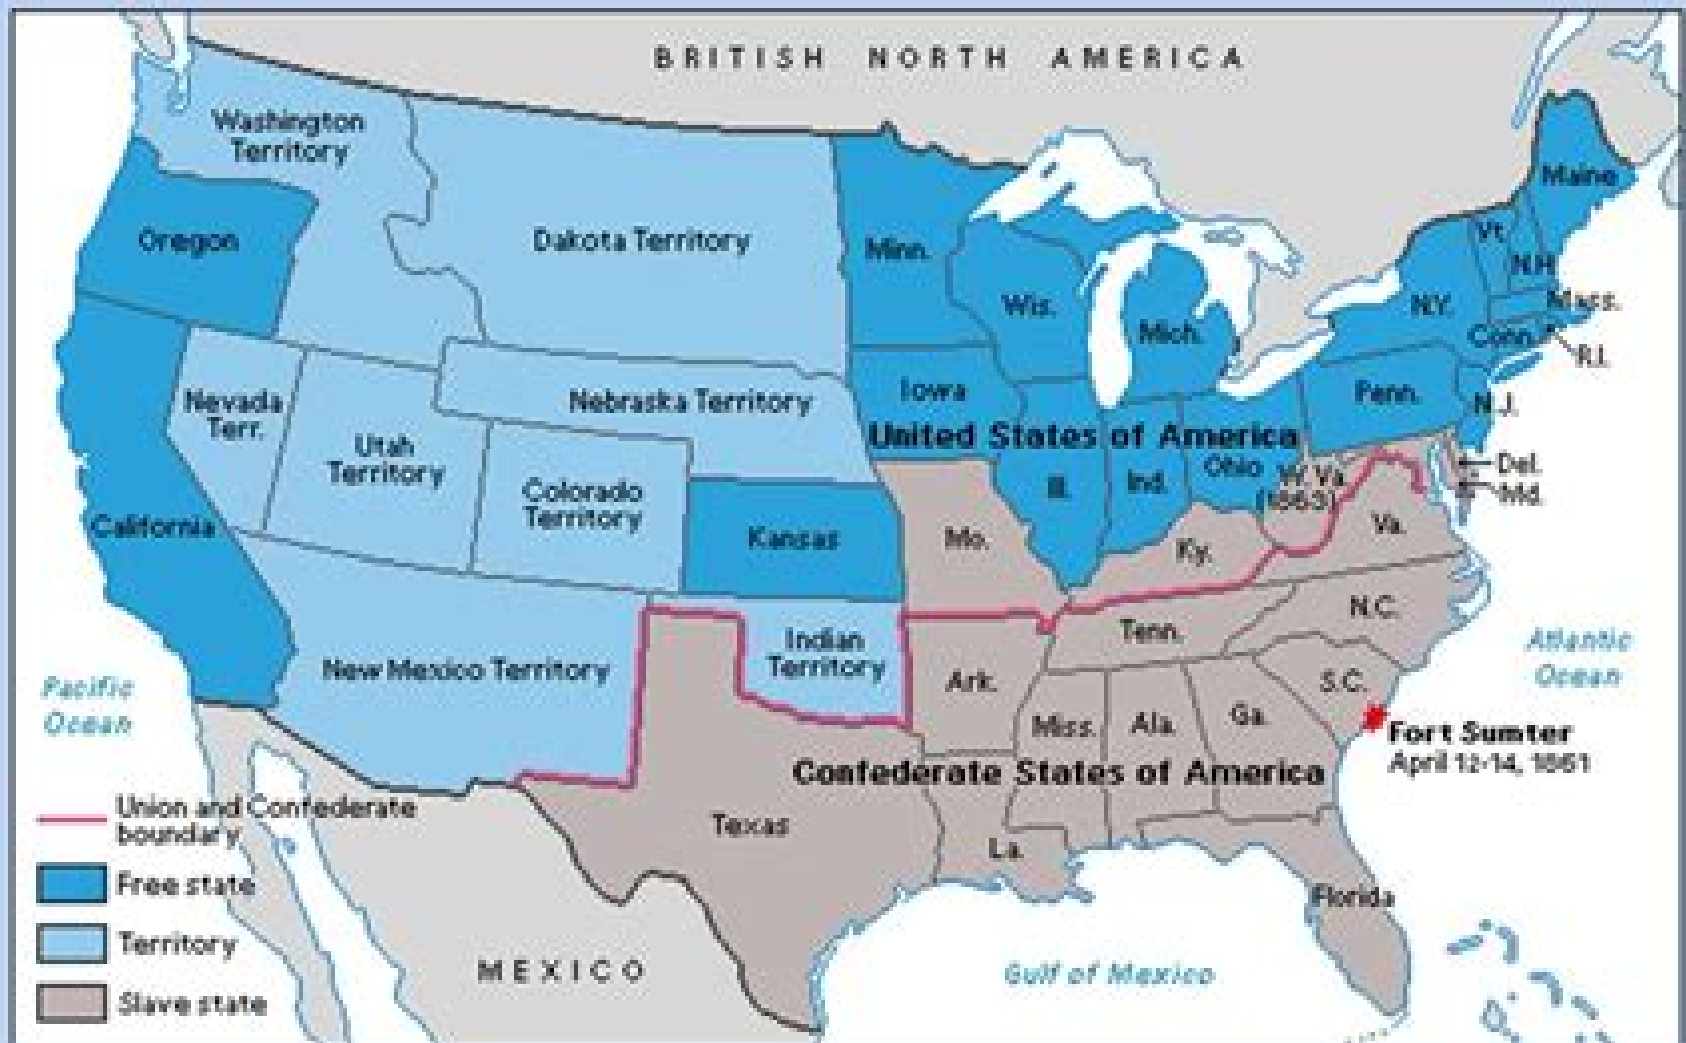 BRITISH NORTH AMERICA
Washington
Territory
Oregon
Dakota Territory
Minn.
Wis.
Mich.
Maine
Vt.
N.H.
N.Y.
Mass.
Conn.
R.I.
Nevada
Terr.
Utah
Territory
Nebraska Territory
Iowa
Penn.
N.J.
United States of America
Colorado
Territory
California
Kansas
Mo.
Ill.
Ind.
Ohio
W. Va.
(1863)
Del.
Md.
Va.
Ky.
N.C.
Tenn.
Indian
Territory
New Mexico Territory
Ark.
S.C.
Atlantic
Ocean
Pacific
Ocean
Miss.
Ala.
Ga.
Fort Sumter
April 12-14, 1861
Confederate States of America
Texas
La.
Florida
Union and Confederate
boundary
Free state
Territory
Slave state
MEXICO
Gulf of Mexico